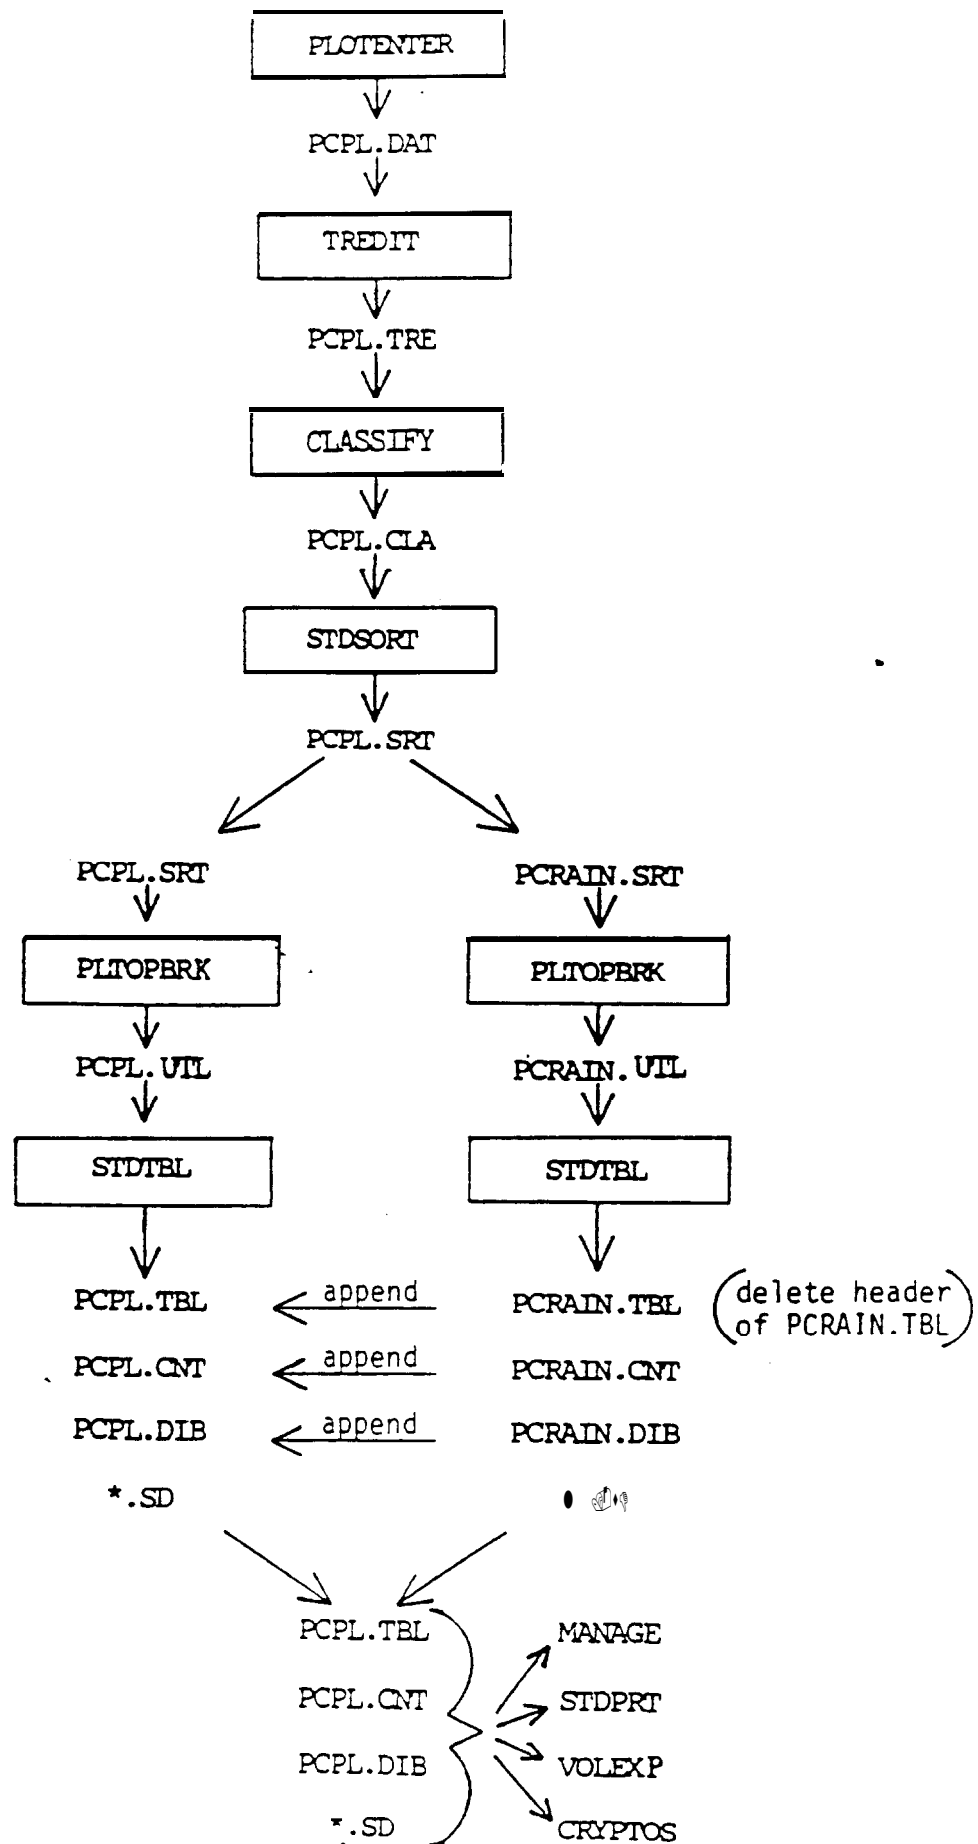 PLOTENTER
PCPL.DAT
TREDIT
PCPL.TRE
CLASSIFY
PCPL.CLA
STDSORT
PCPL.SRT
PCPL.SRT
PCRAIN.SRT
PLTOPBRK
PLTOPBRK
PCPL.UTL
PCRAIN.UTL
STDTBL
STDTBL
PCPL.TBL
append
PCRAIN.TBL
(delete header
of PCRAIN.TBL)
PCPL.CNT
append
PCRAIN.CNT
PCPL.DIB
append
PCRAIN.DIB
*.SD
PCPL.TBL
MANAGE
PCPL.CNT
STDPRT
PCPL.DIB
VOLEXP
*.SD
CRYPTOS